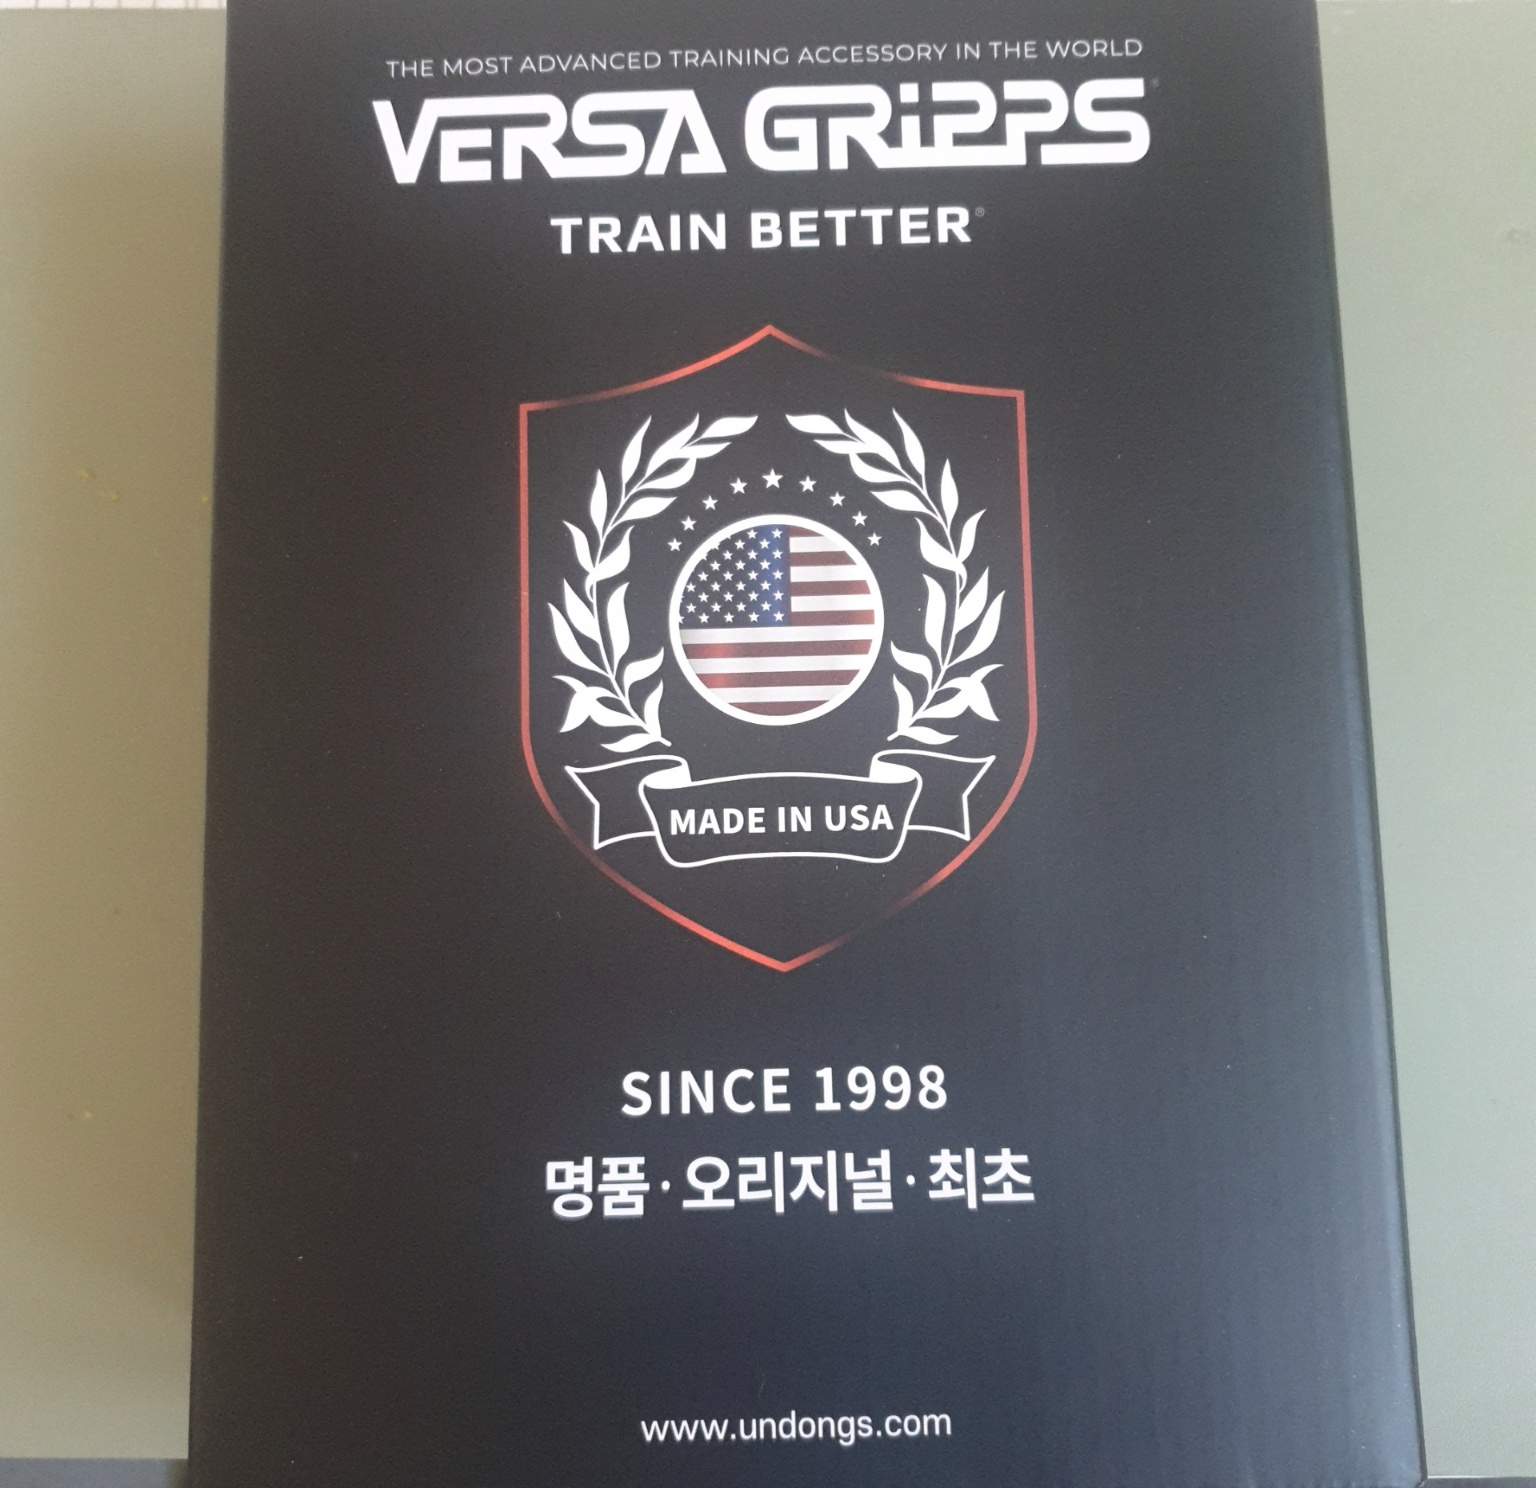 THE MOST ADVANCED TRAINING ACCESSORY IN THE WORLD
VERSA GRiPPS®
TRAIN BETTER®
MADE IN USA
SINCE 1998
명품·오리지널·최초
www.undongs.com